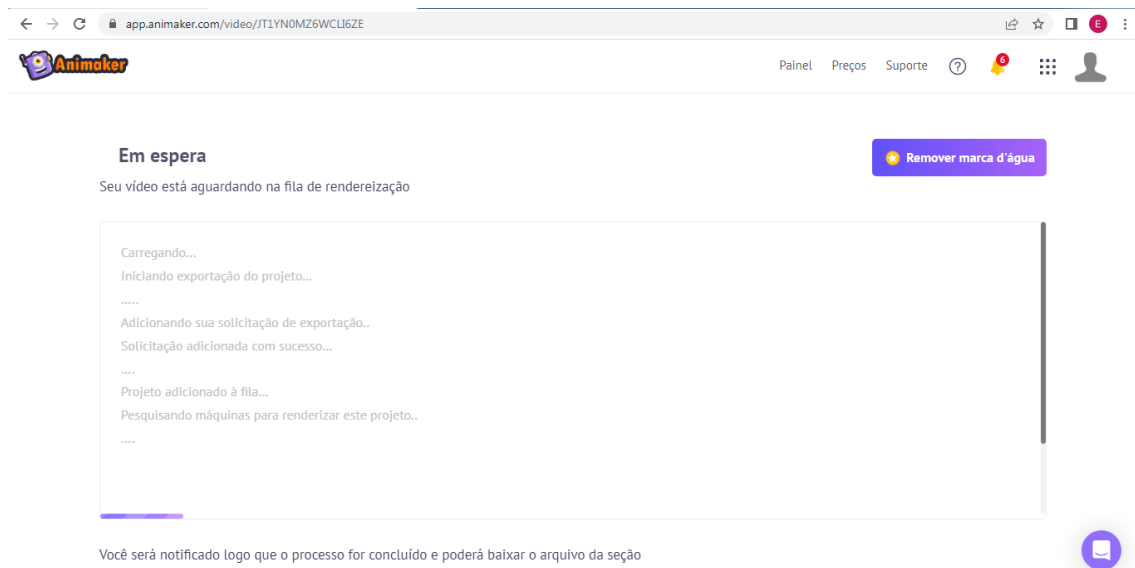 app.animaker.com/video/JT1YN0MZ6WCLI6ZE
E
Animaker
Painel Preços Suporte ? 6
Em espera
Remover marca d'água
Seu vídeo está aguardando na fila de rendereização
Carregando...
Iniciando exportação do projeto...
.....
Adicionando sua solicitação de exportação..
Solicitação adicionada com sucesso...
....
Projeto adicionado à fila...
Pesquisando máquinas para renderizar este projeto..
....
Você será notificado logo que o processo for concluído e poderá baixar o arquivo da seção